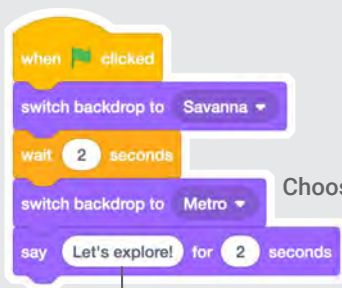 when clicked
switch backdrop to Savanna
wait 2 seconds
switch backdrop to Metro
Choos
say Let's explore! for 2 seconds